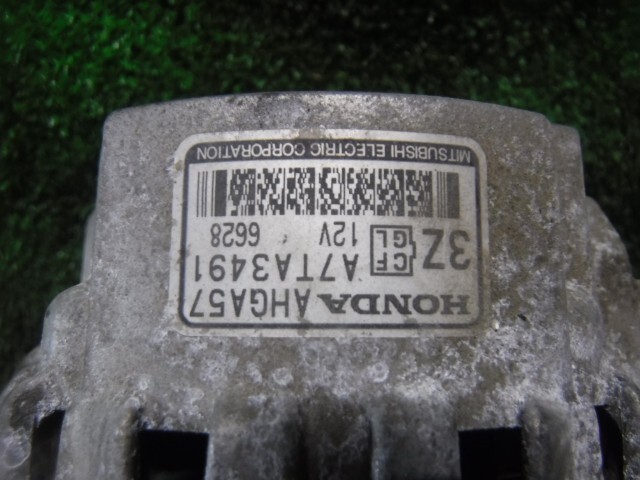 HONDA AHGA57
A7TA3491
3Z CF GL 12V 6628
MITSUBISHI ELECTRIC CORPORATION